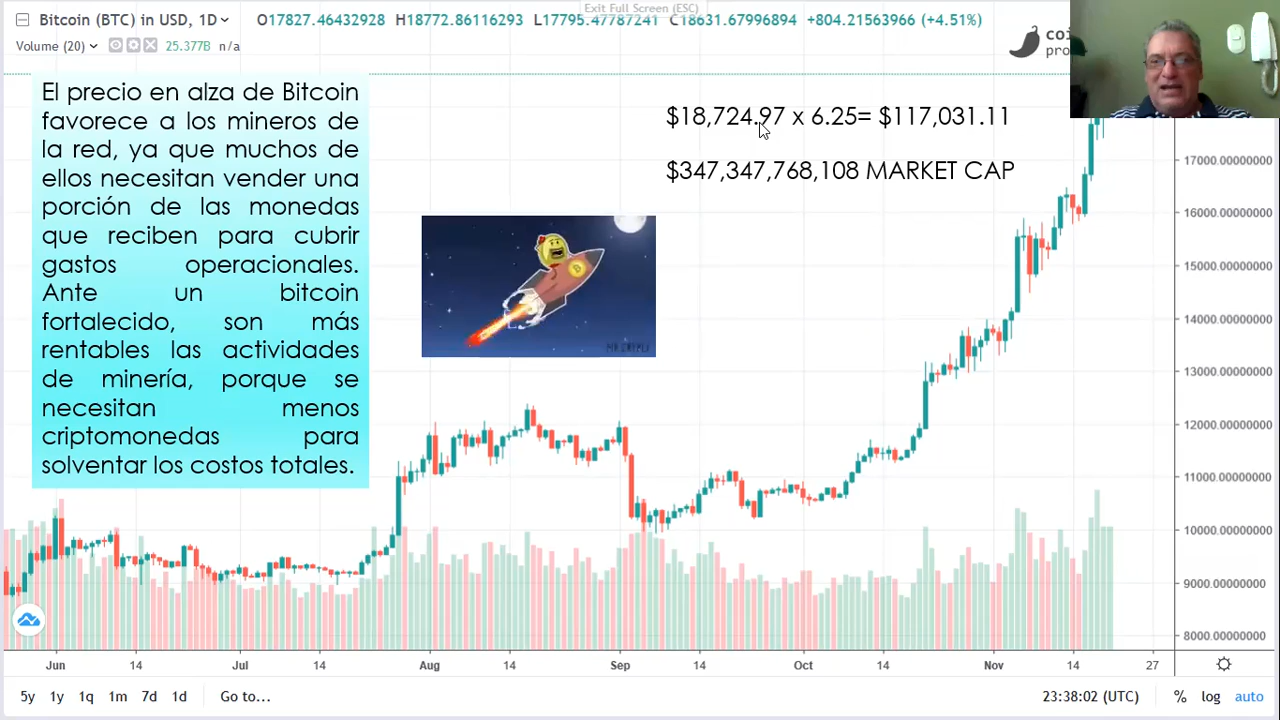 Exit Full Screen (ESC)
Bitcoin (BTC) in USD, 1D O17827.46432928 H18772.86116293 L17795.47787241 C18631.67996894 +804.21563964 (+4.51%)
Volume (20) 25.377B n/a
El precio en alza de Bitcoin
favorece a los mineros de
la red, ya que muchos de
ellos necesitan vender una
porción de las monedas
que reciben para cubrir
gastos operacionales.
Ante un bitcoin
fortalecido, son más
rentables las actividades
de minería, porque se
necesitan menos
criptomonedas para
solventar los costos totales.
$18,724.97 x 6.25= $117,031.11
$347,347,768,108 MARKET CAP
17000.00000000
16000.00000000
15000.00000000
14000.00000000
13000.00000000
12000.00000000
11000.00000000
10000.00000000
9000.00000000
8000.00000000
Jun 14 Jul 14 Aug 14 Sep 14 Oct 14 Nov 14 27
5y 1y 1q 1m 7d 1d Go to... 23:38:02 (UTC) % log auto